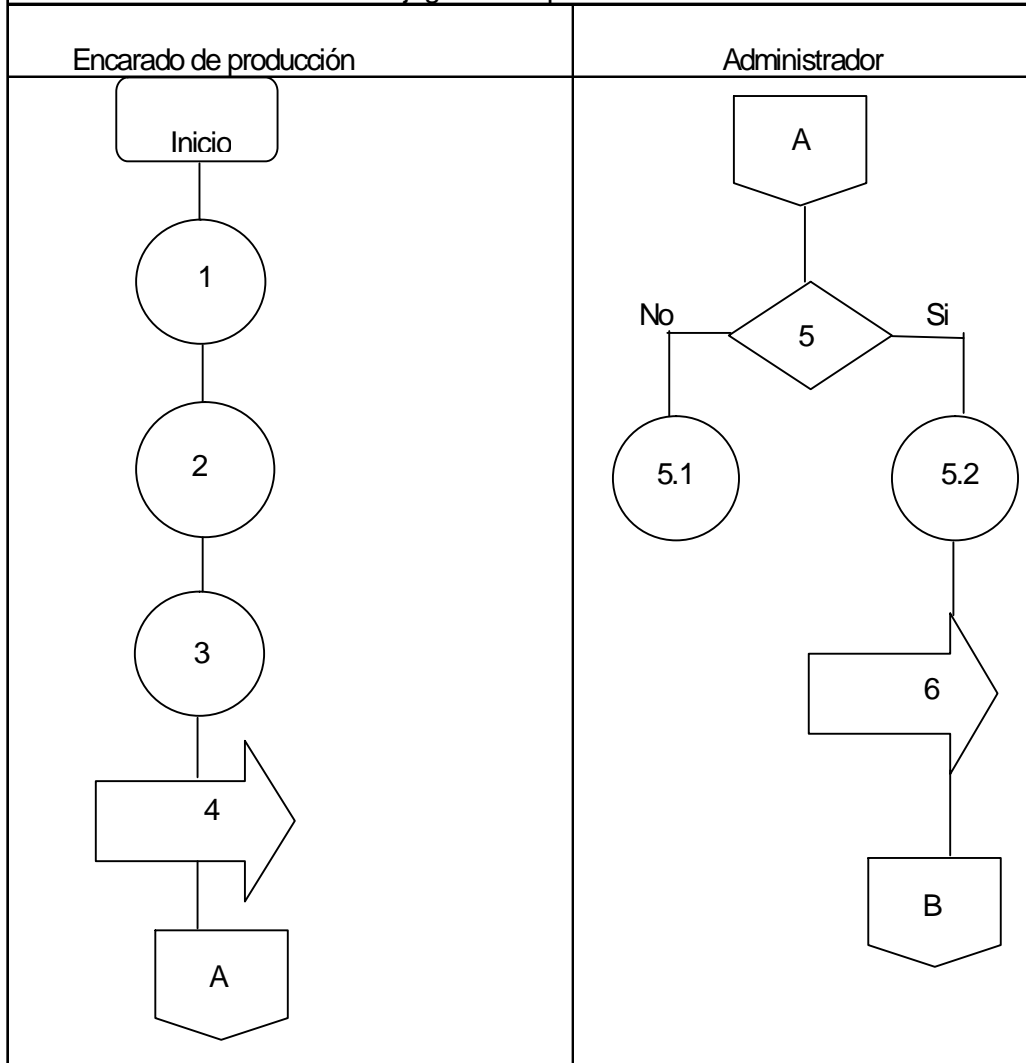 Encarado de producción
Administrador
Inicio
1
2
3
4
A
A
5
No
Si
5.1
5.2
6
B